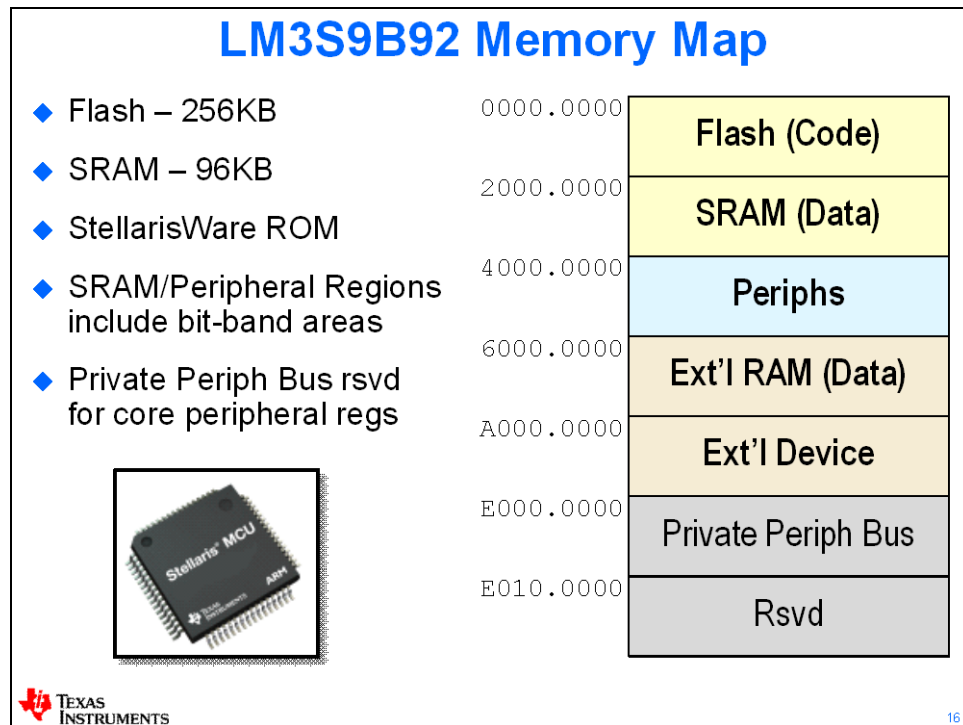 LM3S9B92 Memory Map
Flash – 256KB
SRAM – 96KB
StellarisWare ROM
SRAM/Peripheral Regions
include bit-band areas
Private Periph Bus rsvd
for core peripheral regs
0000.0000
Flash (Code)
2000.0000
SRAM (Data)
4000.0000
Periphs
6000.0000
Ext'l RAM (Data)
A000.0000
Ext'l Device
E000.0000
Private Periph Bus
E010.0000
Rsvd
Stellaris® MCU
ARM
TEXAS
INSTRUMENTS
TEXAS
INSTRUMENTS
16